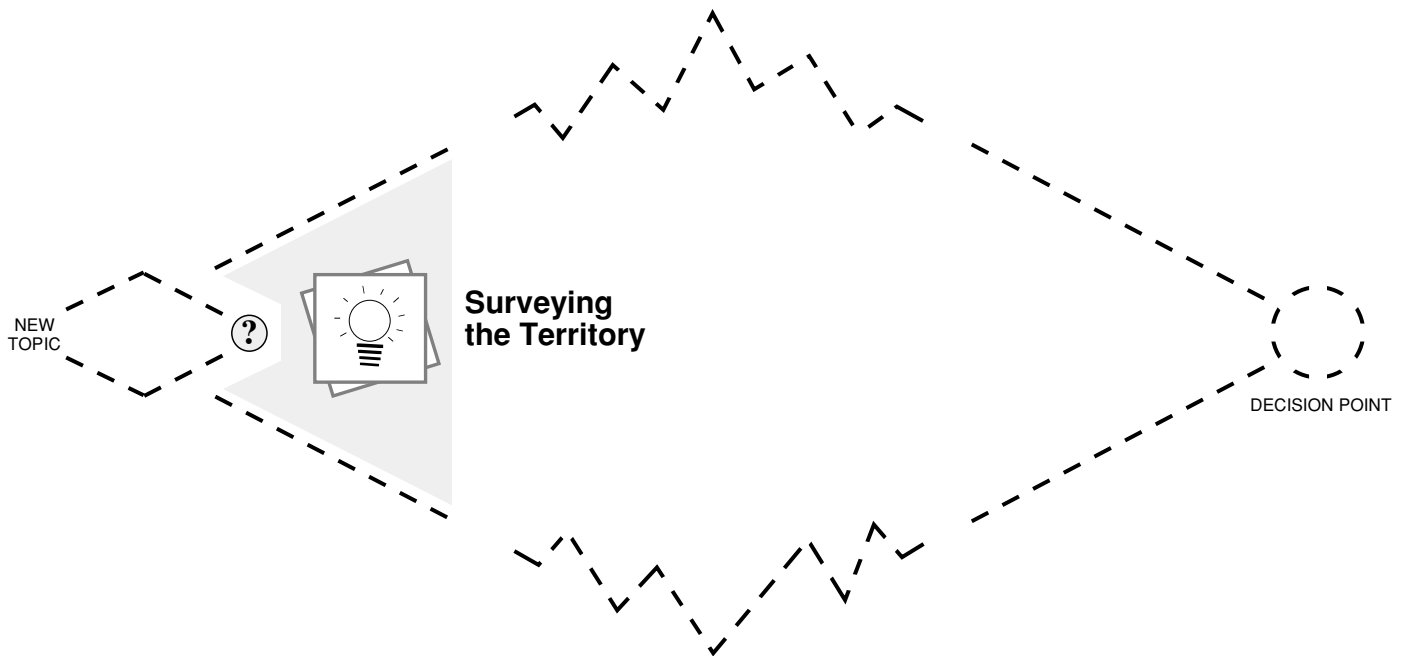 NEW
TOPIC
?
Surveying
the Territory
DECISION POINT